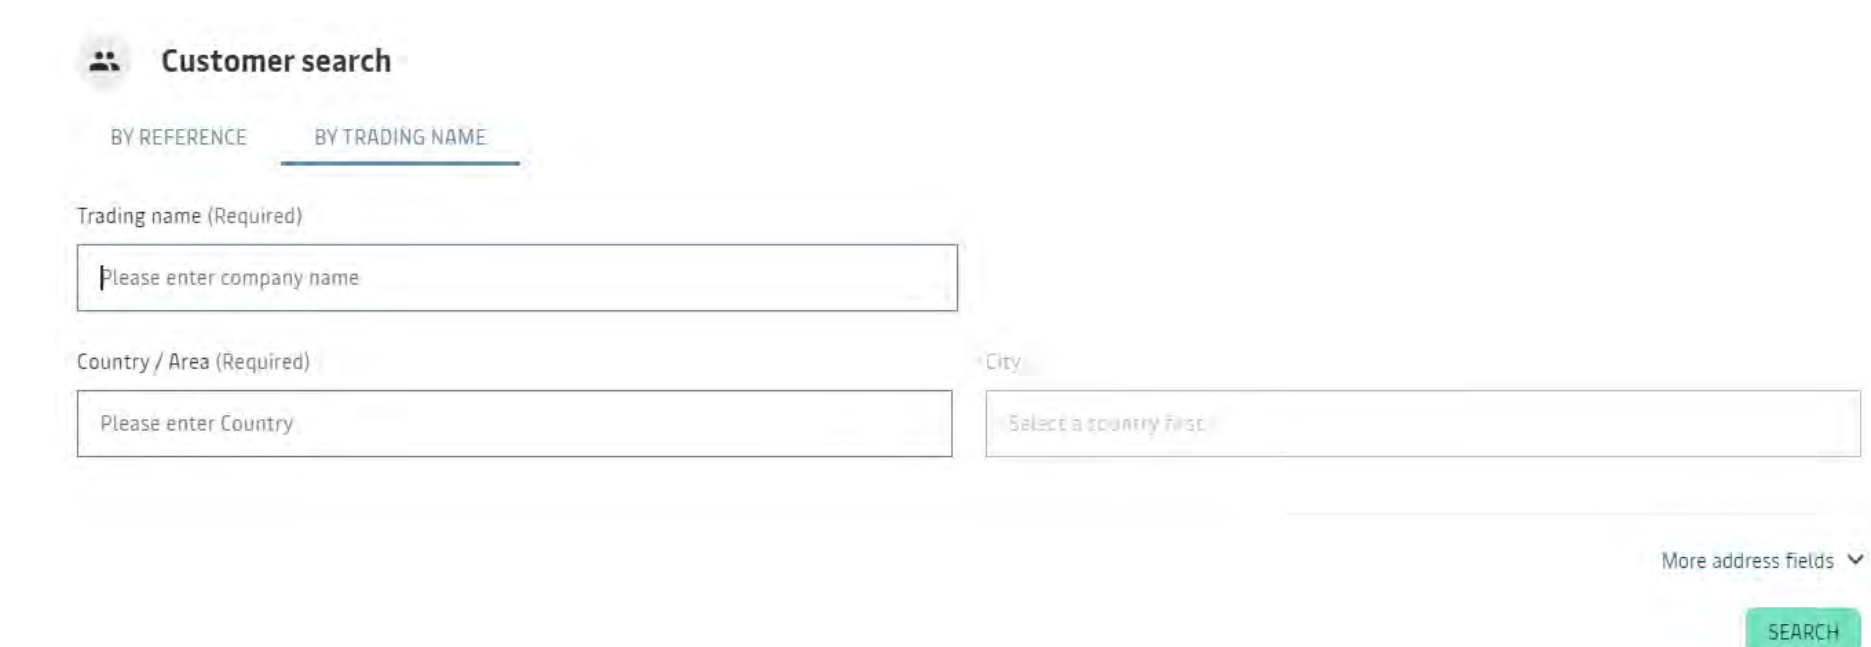 Customer search
BY REFERENCE BY TRADING NAME
Trading name (Required)
Please enter company name
Country / Area (Required) City
Please enter Country Select a country first
More address fields
SEARCH